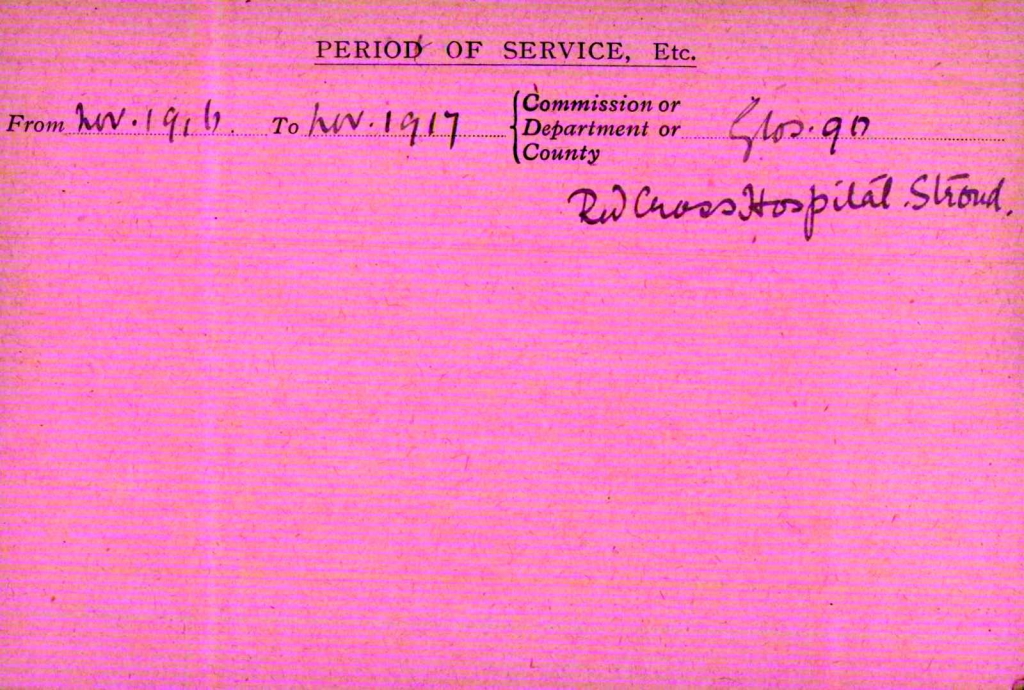 PERIOD OF SERVICE, Etc.
From Nov. 1916. To Nov. 1917 { Commission or Department or County Glos. 90
Red Cross Hospital. Stroud.